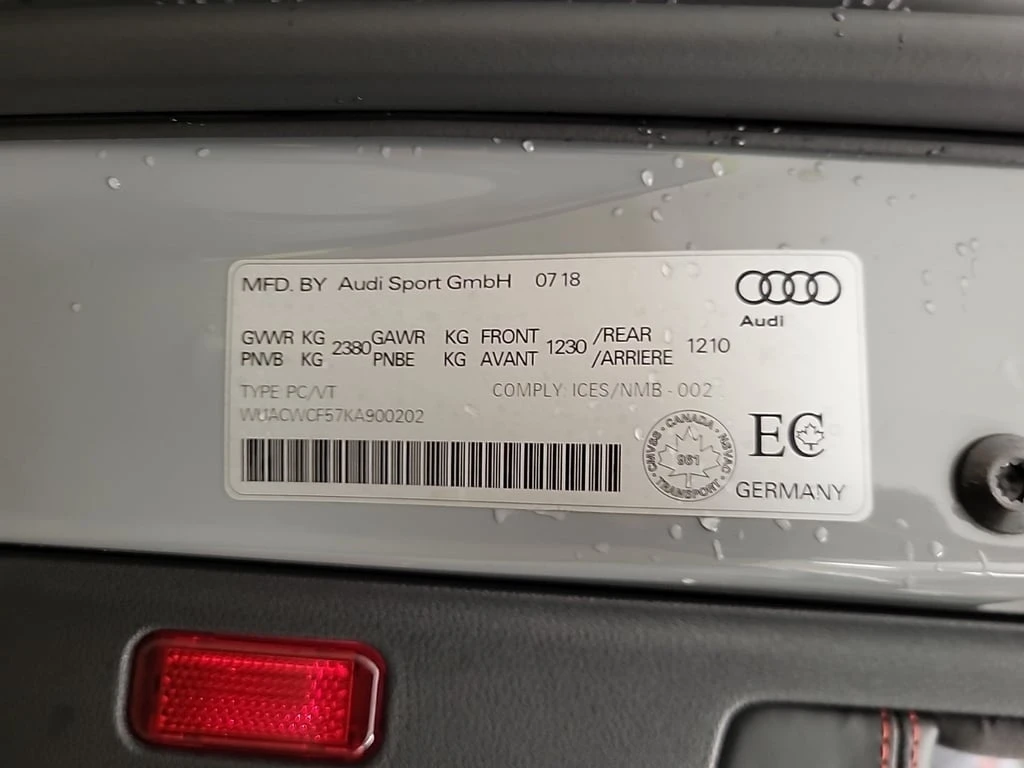 MFD. BY Audi Sport GmbH 07 18
Audi
GVWR KG 2380 GAWR KG FRONT 1230 /REAR 1210
PNVB KG PNBE KG AVANT /ARRIERE
TYPE PC/VT COMPLY: ICES/NMB - 002
WUACWCF57KA900202
CMVSS • CANADA • NSVAC • TRANSPORT •
961
EC
GERMANY